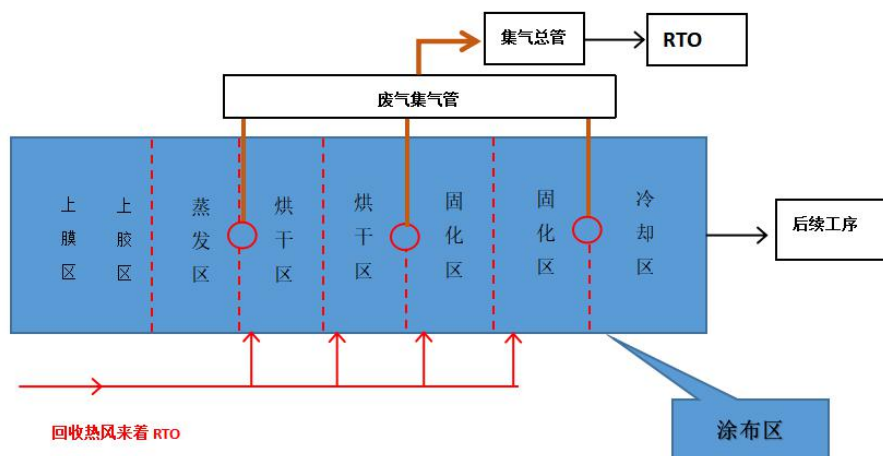 集气总管
RTO
废气集气管
上膜区
上胶区
蒸发区
烘干区
烘干区
固化区
固化区
冷却区
后续工序
回收热风来着 RTO
涂布区